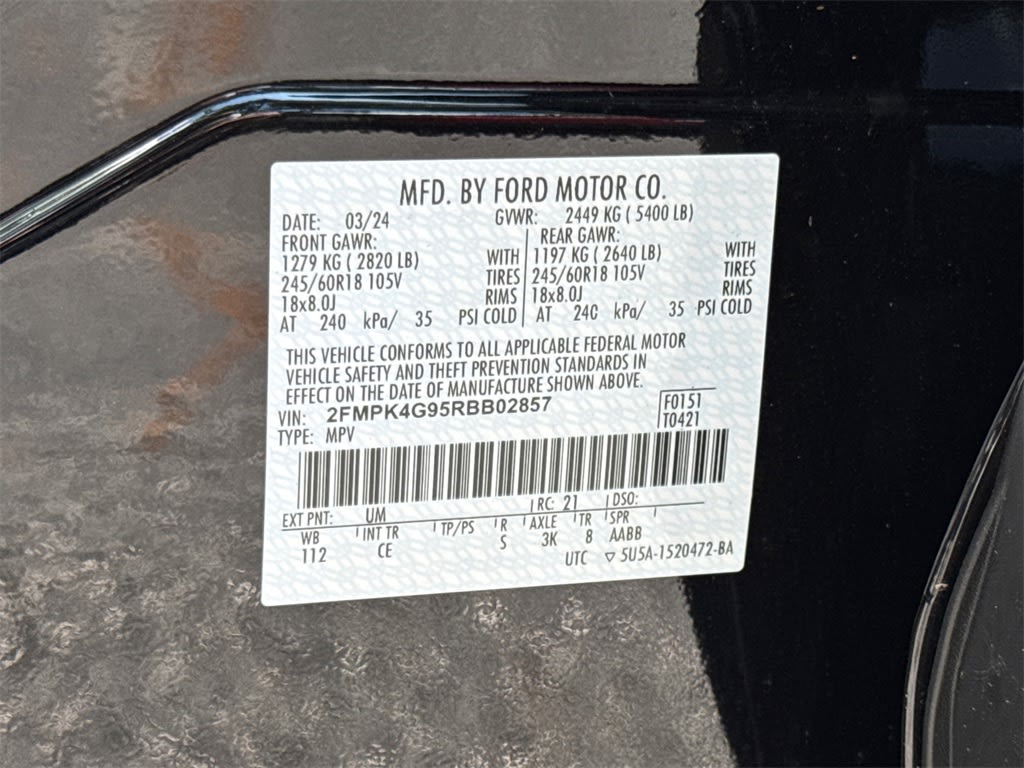 MFD. BY FORD MOTOR CO.
DATE: 03/24 GVWR: 2449 KG ( 5400 LB)
FRONT GAWR: REAR GAWR:
1279 KG ( 2820 LB) WITH 1197 KG ( 2640 LB) WITH
245/60R18 105V TIRES 245/60R18 105V TIRES
18x8.0J RIMS 18x8.0J RIMS
AT 240 kPa/ 35 PSI COLD AT 240 kPa/ 35 PSI COLD
THIS VEHICLE CONFORMS TO ALL APPLICABLE FEDERAL MOTOR
VEHICLE SAFETY AND THEFT PREVENTION STANDARDS IN
EFFECT ON THE DATE OF MANUFACTURE SHOWN ABOVE.
VIN: 2FMPK4G95RBB02857 F0151
TYPE: MPV T0421
EXT PNT: UM RC: 21 DSO:
WB INT TR TP/PS R AXLE TR SPR
112 CE S 3K 8 AABB
UTC ▽ 5U5A-1520472-BA